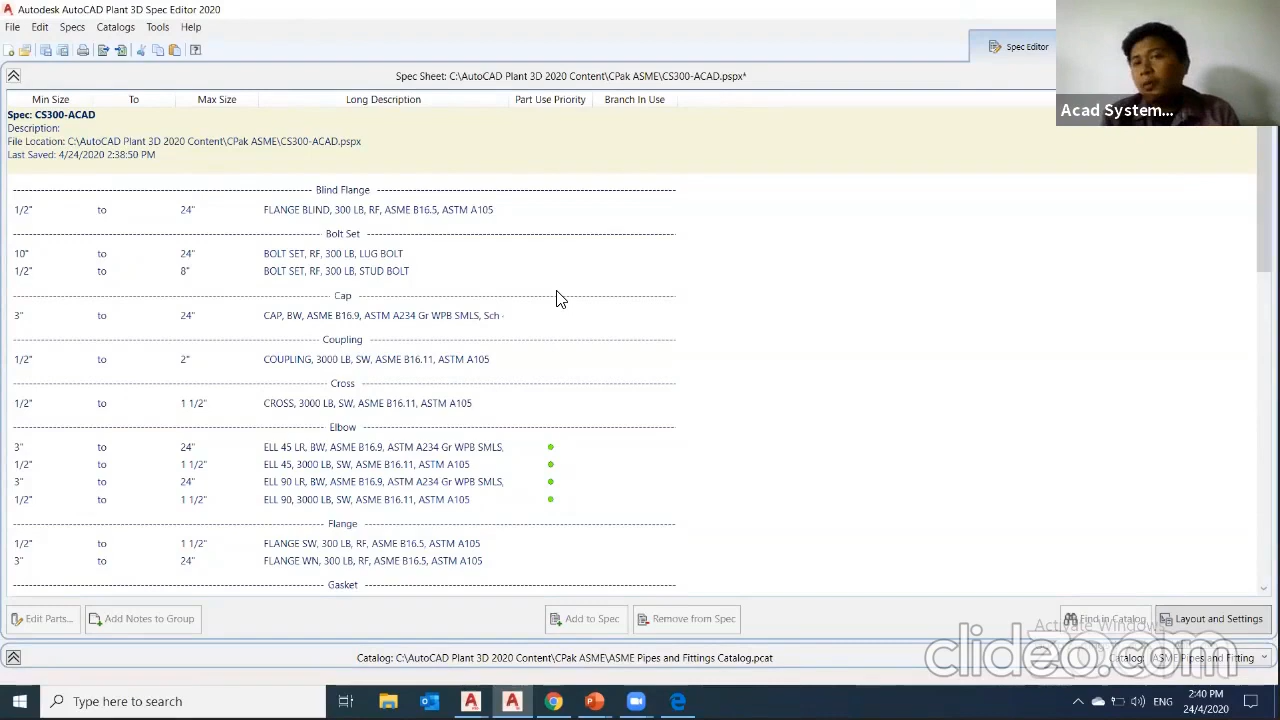 Autodesk AutoCAD Plant 3D Spec Editor 2020
File Edit Specs Catalogs Tools Help
Spec Editor
Acad System...
Spec Sheet: C:\AutoCAD Plant 3D 2020 Content\CPak ASME\CS300-ACAD.pspx*
Min Size To Max Size Long Description Part Use Priority Branch In Use
Spec: CS300-ACAD
Description:
File Location: C:\AutoCAD Plant 3D 2020 Content\CPak ASME\CS300-ACAD.pspx
Last Saved: 4/24/2020 2:38:50 PM
Blind Flange
1/2" to 24" FLANGE BLIND, 300 LB, RF, ASME B16.5, ASTM A105
Bolt Set
10" to 24" BOLT SET, RF, 300 LB, LUG BOLT
1/2" to 8" BOLT SET, RF, 300 LB, STUD BOLT
Cap
3" to 24" CAP, BW, ASME B16.9, ASTM A234 Gr WPB SMLS, Sch
Coupling
1/2" to 2" COUPLING, 3000 LB, SW, ASME B16.11, ASTM A105
Cross
1/2" to 1 1/2" CROSS, 3000 LB, SW, ASME B16.11, ASTM A105
Elbow
3" to 24" ELL 45 LR, BW, ASME B16.9, ASTM A234 Gr WPB SMLS,
1/2" to 1 1/2" ELL 45, 3000 LB, SW, ASME B16.11, ASTM A105
3" to 24" ELL 90 LR, BW, ASME B16.9, ASTM A234 Gr WPB SMLS,
1/2" to 1 1/2" ELL 90, 3000 LB, SW, ASME B16.11, ASTM A105
Flange
1/2" to 1 1/2" FLANGE SW, 300 LB, RF, ASME B16.5, ASTM A105
3" to 24" FLANGE WN, 300 LB, RF, ASME B16.5, ASTM A105
Gasket
Edit Parts... Add Notes to Group Add to Spec Remove from Spec Find in Catalog Layout and Settings
Activate Windows
clideo.com
Catalog: C:\AutoCAD Plant 3D 2020 Content\CPak ASME\ASME Pipes and Fittings Catalog.pcat Catalog: ASME Pipes and Fitting
Type here to search ENG 2:40 PM
24/4/2020